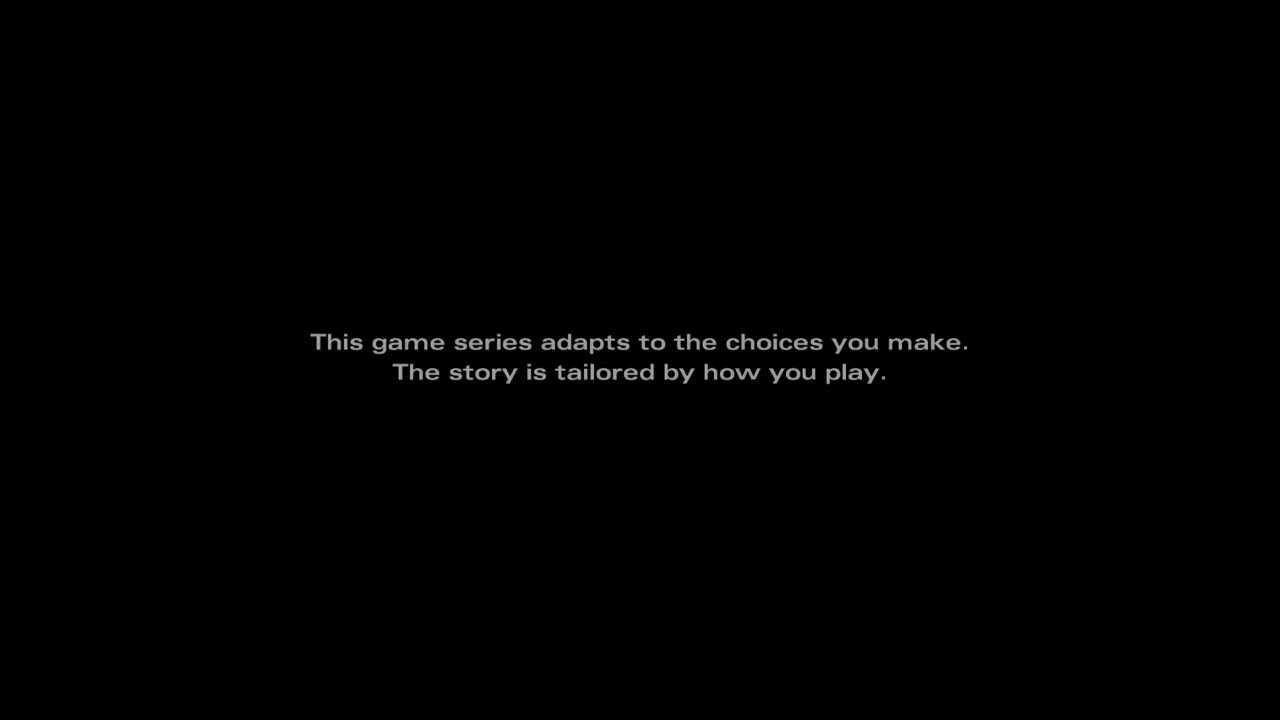 This game series adapts to the choices you make.
The story is tailored by how you play.